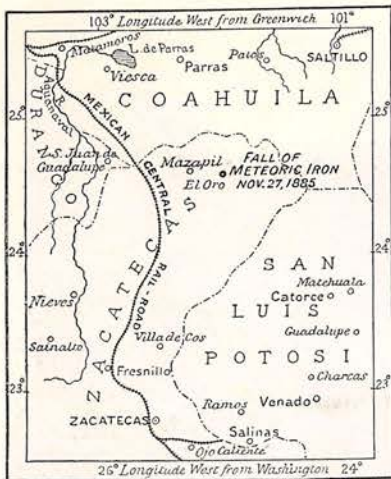 103° Longitude West from Greenwich 101°
Matamoros
L. de Parras
Parras
Patos
SALTILLO
Viesca
25
25
COAHUILA
DURANGO
R. Aguanaval
MEXICAN CENTRAL RAIL-ROAD
L.S. Juan de
Guadalupe
Mazapil
El Oro
FALL OF
METEORIC IRON
NOV. 27, 1885
24
24
ZACATECAS
SAN
LUIS
POTOSI
Matehuala
Catorce
Guadalupe
Nieves
Sainalto
Villa de Cos
Fresnillo
Charcas
23
23
Ramos
Venado
ZACATECAS
Salinas
Ojo Caliente
26° Longitude West from Washington 24°